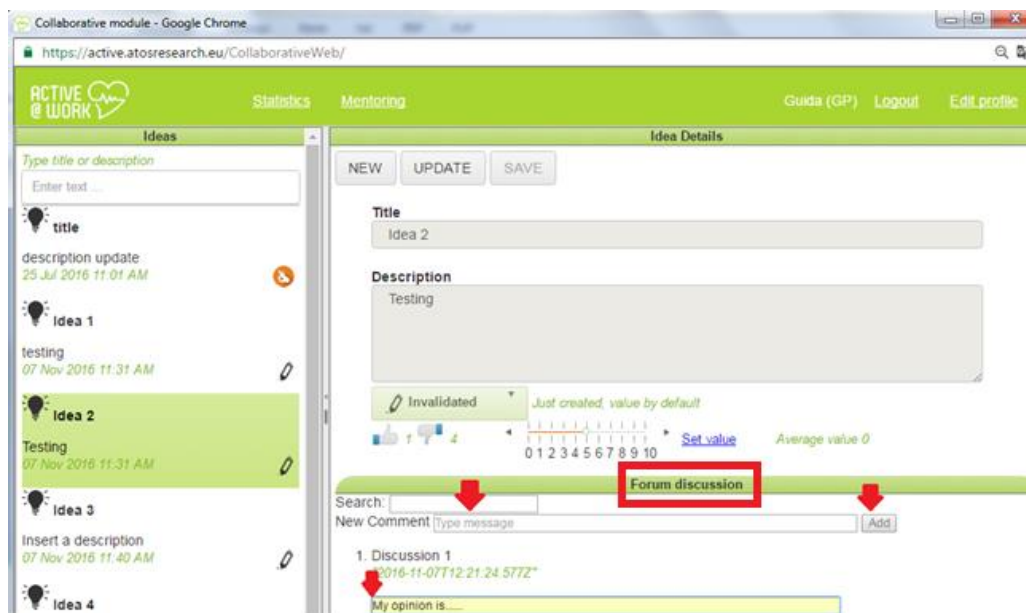 Collaborative module - Google Chrome
https://active.atosresearch.eu/CollaborativeWeb/
ACTIVE
@ WORK
Statistics
Mentoring
Guida (GP)
Logout
Edit profile
Ideas
Type title or description
Enter text ...
title
description update
25 Jul 2016 11:01 AM
Idea 1
testing
07 Nov 2016 11:31 AM
Idea 2
Testing
07 Nov 2016 11:31 AM
Idea 3
Insert a description
07 Nov 2016 11:40 AM
Idea 4
Idea Details
NEW UPDATE SAVE
Title
Idea 2
Description
Testing
Invalidated Just created, value by default
1 4 0 1 2 3 4 5 6 7 8 9 10 Set value Average value 0
Forum discussion
Search:
New Comment Type message Add
1. Discussion 1
"2016-11-07T12:21:24.577Z"
My opinion is......